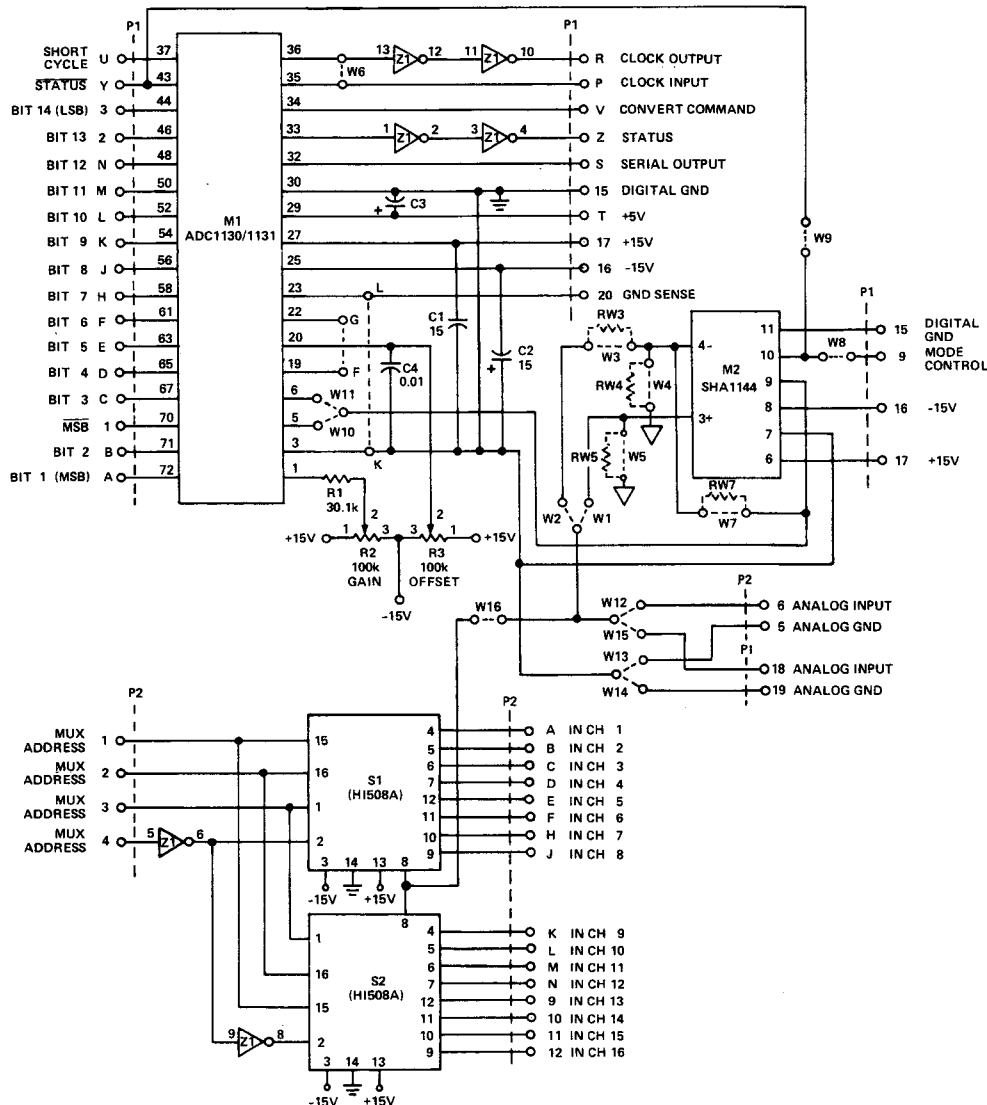 P1
P1
SHORT CYCLE U 37
STATUS Y 43
BIT 14 (LSB) 3 44
BIT 13 2 46
BIT 12 N 48
BIT 11 M 50
BIT 10 L 52
BIT 9 K 54
BIT 8 J 56
BIT 7 H 58
BIT 6 F 61
BIT 5 E 63
BIT 4 D 65
BIT 3 C 67
MSB 1 70
BIT 2 B 71
BIT 1 (MSB) A 72
M1
ADC1130/1131
36 13 Z1 12 11 Z1 10 R CLOCK OUTPUT
W6
35 P CLOCK INPUT
34 V CONVERT COMMAND
33 1 Z1 2 3 Z1 4 Z STATUS
32 S SERIAL OUTPUT
30 15 DIGITAL GND
+ C3
29 T +5V
27 17 +15V
25 16 -15V
23 L 20 GND SENSE
22 G
20
19 F
6 W11
5 W10
3 K
1
C1
15
C2
15
+
C4
0.01
R1
30.1k
+15V 1 2 3 3 2 1 +15V
R2
100k
GAIN
R3
100k
OFFSET
-15V
W9
RW3
W3
RW4 W4
RW5 W5
W2 W1
4-
3+
M2
SHA1144
P1
11 15 DIGITAL GND
10 W8 9 MODE CONTROL
9
8 16 -15V
7
6 17 +15V
RW7
W7
W16
P2
W12 6 ANALOG INPUT
W15 5 ANALOG GND
P1
W13 18 ANALOG INPUT
W14 19 ANALOG GND
P2
P2
MUX ADDRESS 1 15
MUX ADDRESS 2 16
MUX ADDRESS 3 1
MUX ADDRESS 4 5 Z1 6 2
S1
(HI508A)
4 A IN CH 1
5 B IN CH 2
6 C IN CH 3
7 D IN CH 4
12 E IN CH 5
11 F IN CH 6
10 H IN CH 7
9 J IN CH 8
3 14 13 8
-15V +15V
8
1
16
15
9 Z1 8 2
S2
(HI508A)
4 K IN CH 9
5 L IN CH 10
6 M IN CH 11
7 N IN CH 12
12 9 IN CH 13
11 10 IN CH 14
10 11 IN CH 15
9 12 IN CH 16
3 14 13
-15V +15V